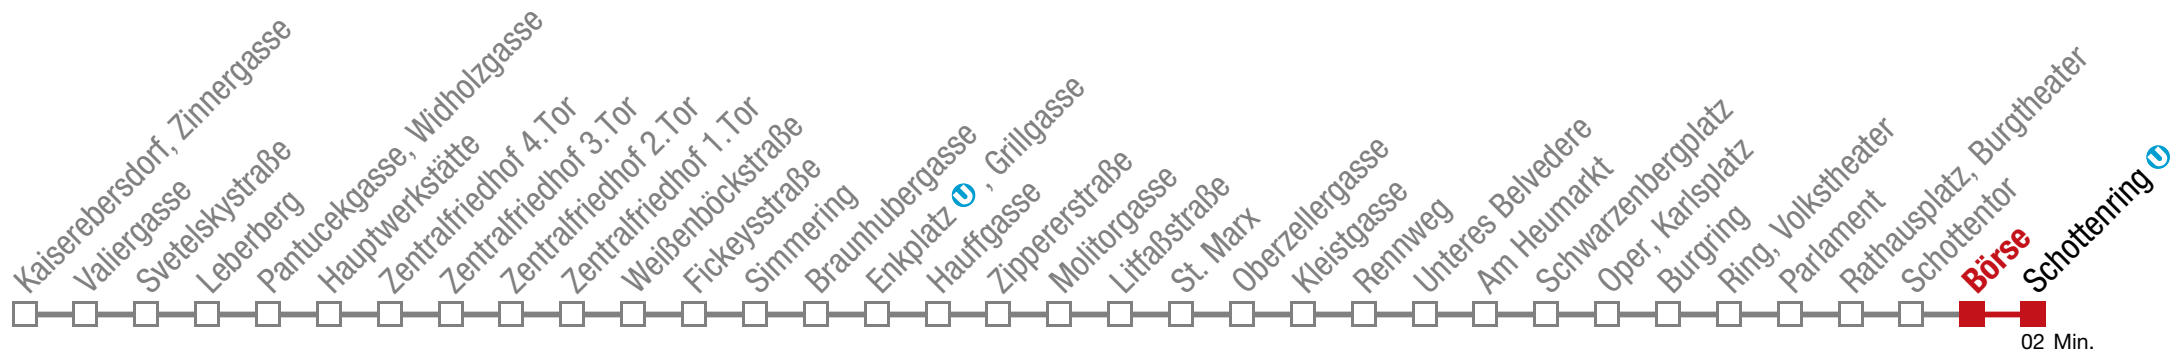 Kaiserebersdorf, Zinnergasse
Valiergasse
Svetelskystraße
Leberberg
Pantucekgasse, Widholzgasse
Hauptwerkstätte
Zentralfriedhof 4.Tor
Zentralfriedhof 3.Tor
Zentralfriedhof 2.Tor
Zentralfriedhof 1.Tor
Weißenböckstraße
Fickeysstraße
Simmering
Braunhubergasse
Enkplatz U , Grillgasse
Hauffgasse
Zippererstraße
Molitorgasse
Litfaßstraße
St. Marx
Oberzellergasse
Kleistgasse
Rennweg
Unteres Belvedere
Am Heumarkt
Schwarzenbergplatz
Oper, Karlsplatz
Burgring
Ring, Volkstheater
Parlament
Rathausplatz, Burgtheater
Schottentor
Börse
Schottenring U
02 Min.